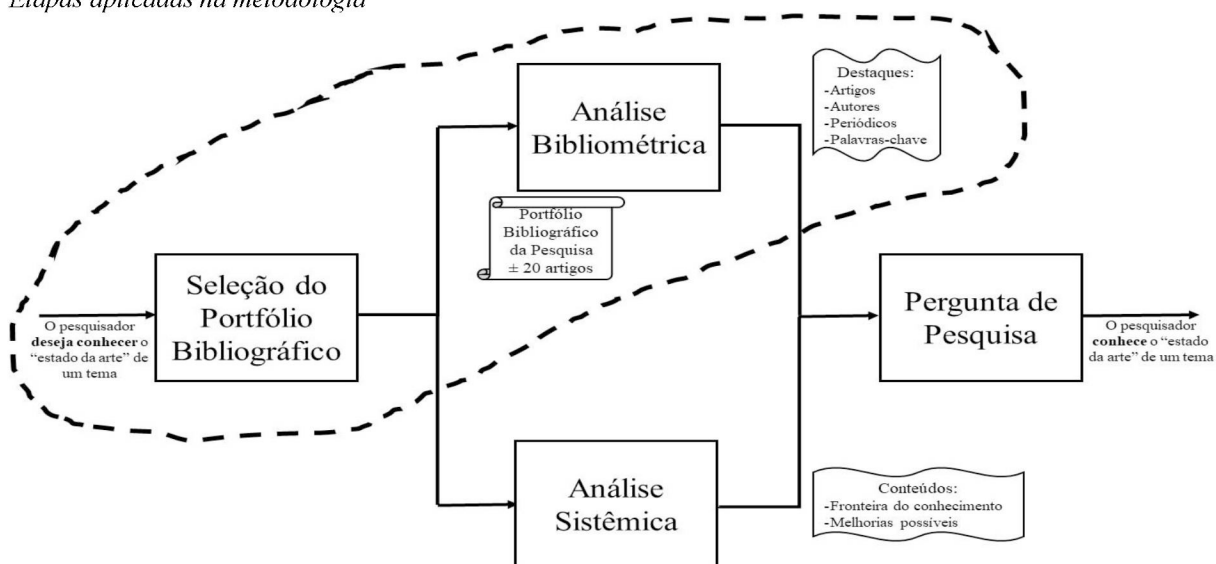 Etapas aplicadas na metodologia
Análise
Bibliométrica
Destaques:
-Artigos
-Autores
-Periódicos
-Palavras-chave
Portfólio
Bibliográfico
da Pesquisa
± 20 artigos
O pesquisador
deseja conhecer o
“estado da arte” de
um tema
Seleção do
Portfólio
Bibliográfico
Pergunta de
Pesquisa
O pesquisador
conhece o “estado
da arte” de um tema
Análise
Sistêmica
Conteúdos:
-Fronteira do conhecimento
-Melhorias possíveis